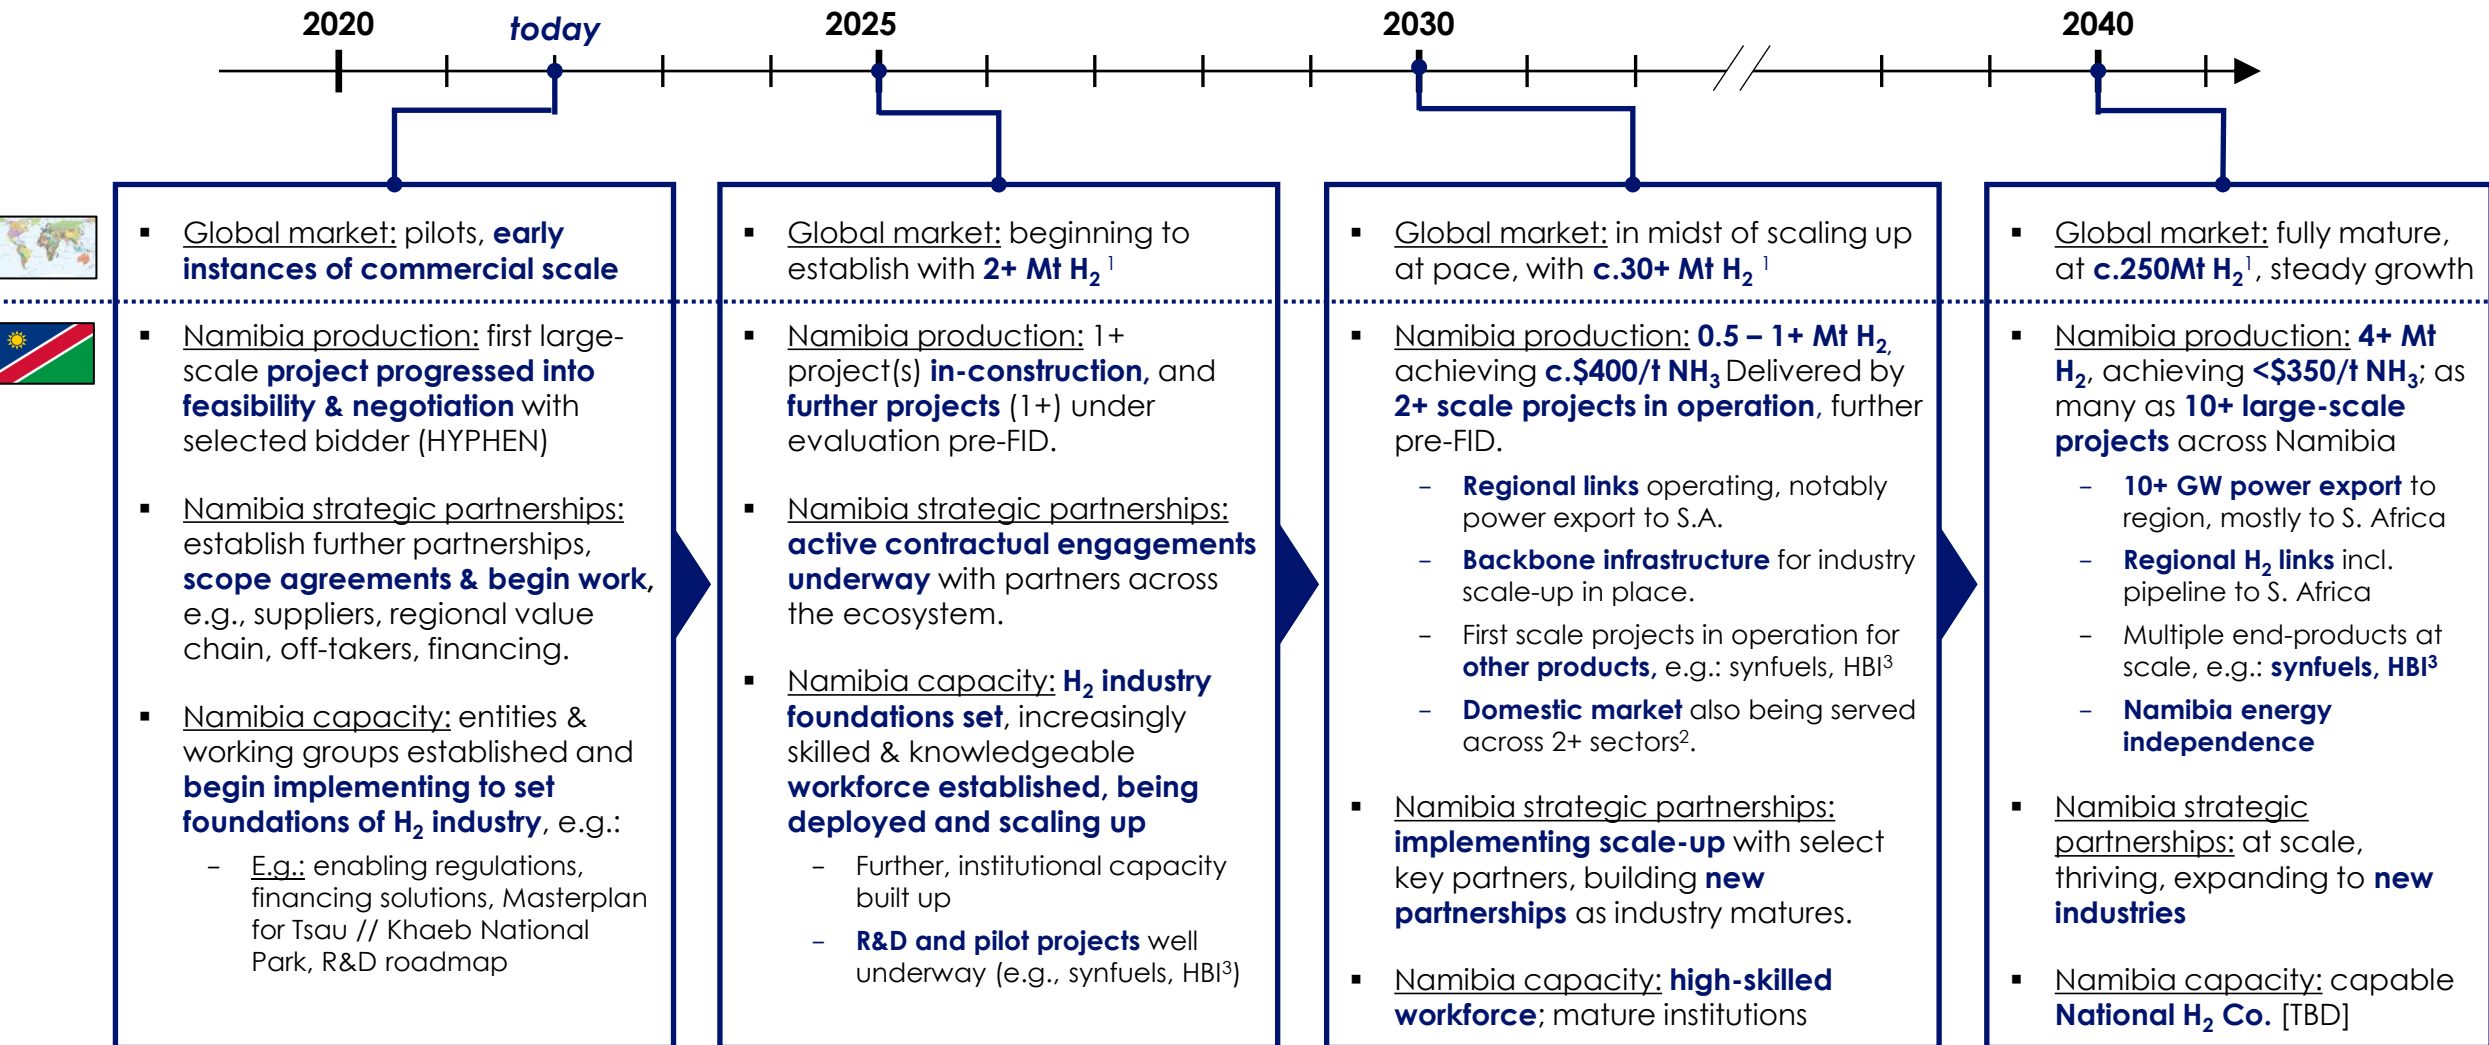 2020
today
2025
2030
2040
▪ Global market: pilots, early
instances of commercial scale
▪ Namibia production: first large-
scale project progressed into
feasibility & negotiation with
selected bidder (HYPHEN)
▪ Namibia strategic partnerships:
establish further partnerships,
scope agreements & begin work,
e.g., suppliers, regional value
chain, off-takers, financing.
▪ Namibia capacity: entities &
working groups established and
begin implementing to set
foundations of H₂ industry, e.g.:
– E.g.: enabling regulations,
financing solutions, Masterplan
for Tsau // Khaeb National
Park, R&D roadmap
▪ Global market: beginning to
establish with 2+ Mt H₂ ¹
▪ Namibia production: 1+
project(s) in-construction, and
further projects (1+) under
evaluation pre-FID.
▪ Namibia strategic partnerships:
active contractual engagements
underway with partners across
the ecosystem.
▪ Namibia capacity: H₂ industry
foundations set, increasingly
skilled & knowledgeable
workforce established, being
deployed and scaling up
– Further, institutional capacity
built up
– R&D and pilot projects well
underway (e.g., synfuels, HBI³)
▪ Global market: in midst of scaling up
at pace, with c.30+ Mt H₂ ¹
▪ Namibia production: 0.5 – 1+ Mt H₂,
achieving c.$400/t NH₃ Delivered by
2+ scale projects in operation, further
pre-FID.
– Regional links operating, notably
power export to S.A.
– Backbone infrastructure for industry
scale-up in place.
– First scale projects in operation for
other products, e.g.: synfuels, HBI³
– Domestic market also being served
across 2+ sectors².
▪ Namibia strategic partnerships:
implementing scale-up with select
key partners, building new
partnerships as industry matures.
▪ Namibia capacity: high-skilled
workforce; mature institutions
▪ Global market: fully mature,
at c.250Mt H₂¹, steady growth
▪ Namibia production: 4+ Mt
H₂, achieving <$350/t NH₃; as
many as 10+ large-scale
projects across Namibia
– 10+ GW power export to
region, mostly to S. Africa
– Regional H₂ links incl.
pipeline to S. Africa
– Multiple end-products at
scale, e.g.: synfuels, HBI³
– Namibia energy
independence
▪ Namibia strategic
partnerships: at scale,
thriving, expanding to new
industries
▪ Namibia capacity: capable
National H₂ Co. [TBD]